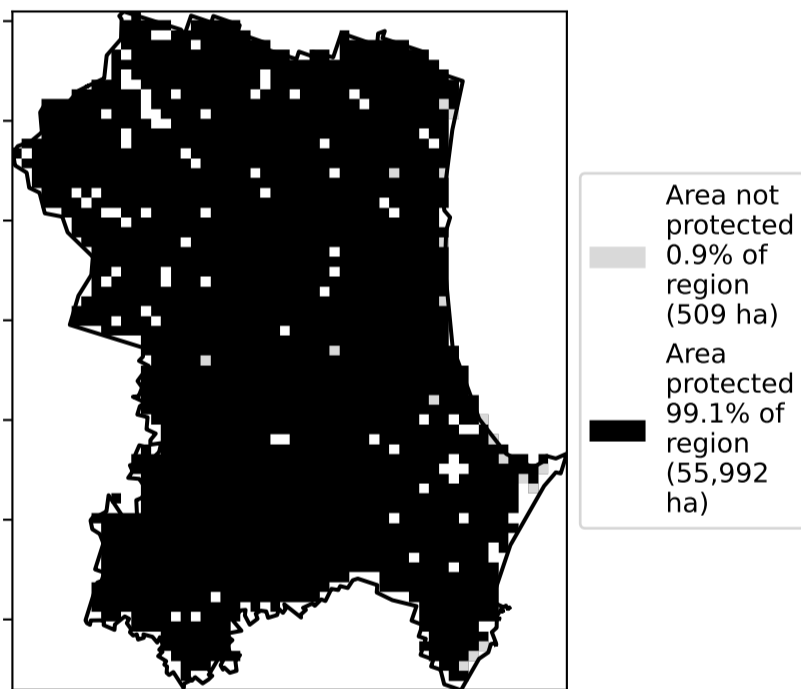 Area not
protected
0.9% of
region
(509 ha)
Area
protected
99.1% of
region
(55,992
ha)